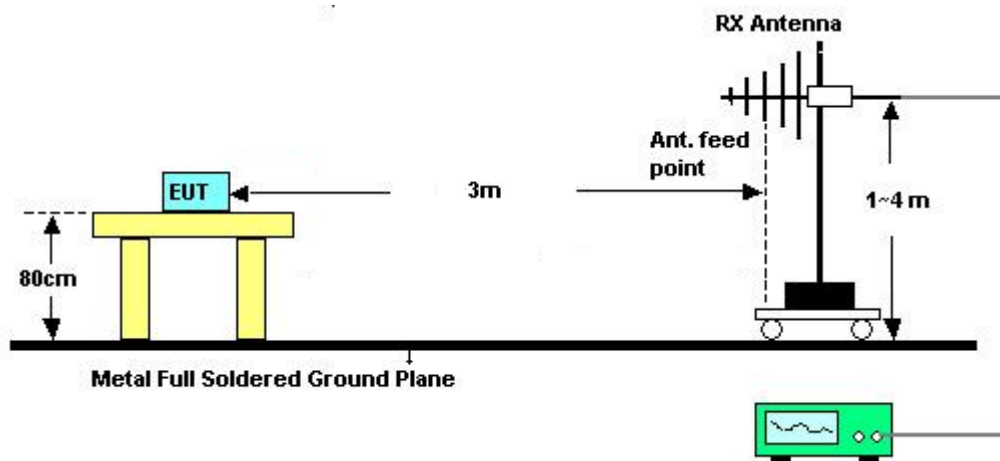 RX Antenna
Ant. feed
point
EUT
3m
1~4 m
80cm
Metal Full Soldered Ground Plane